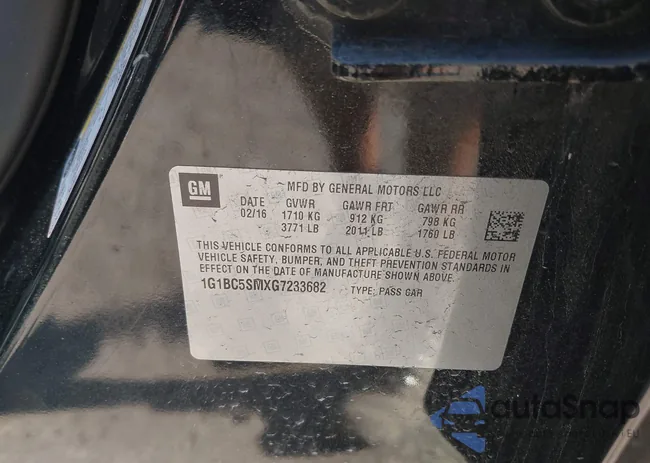 GM
MFD BY GENERAL MOTORS LLC
DATE GVWR GAWR FRT GAWR RR
02/16 1710 KG 912 KG 798 KG
3771 LB 2011 LB 1760 LB
THIS VEHICLE CONFORMS TO ALL APPLICABLE U.S. FEDERAL MOTOR
VEHICLE SAFETY, BUMPER, AND THEFT PREVENTION STANDARDS IN
EFFECT ON THE DATE OF MANUFACTURE SHOWN ABOVE.
1G1BC5SMXG7233682 TYPE: PASS CAR
autoSnap